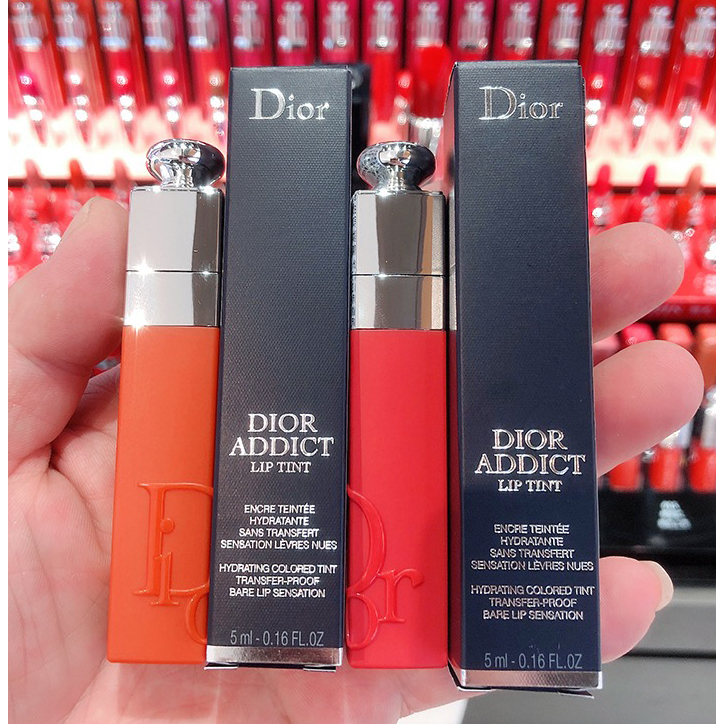 Dior
DIOR
ADDICT
LIP TINT
ENCRE TEINTÉE
HYDRATANTE
SANS TRANSFERT
SENSATION LÈVRES NUES
HYDRATING COLORED TINT
TRANSFER-PROOF
BARE LIP SENSATION
5 ml - 0.16 FL.OZ
Dior
DIOR
ADDICT
LIP TINT
ENCRE TEINTÉE
HYDRATANTE
SANS TRANSFERT
SENSATION LÈVRES NUES
HYDRATING COLORED TINT
TRANSFER-PROOF
BARE LIP SENSATION
5 ml - 0.16 FL.OZ